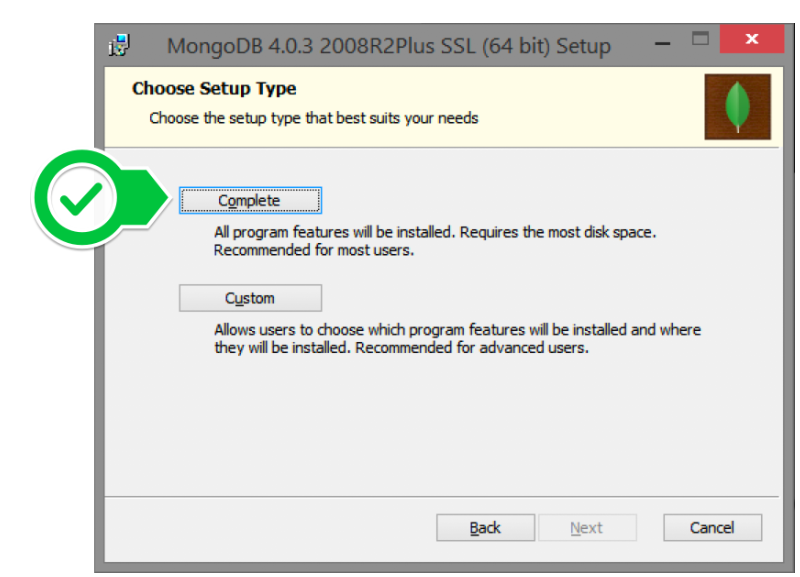 MongoDB 4.0.3 2008R2Plus SSL (64 bit) Setup
Choose Setup Type
Choose the setup type that best suits your needs
Complete
All program features will be installed. Requires the most disk space.
Recommended for most users.
Custom
Allows users to choose which program features will be installed and where
they will be installed. Recommended for advanced users.
Back Next Cancel